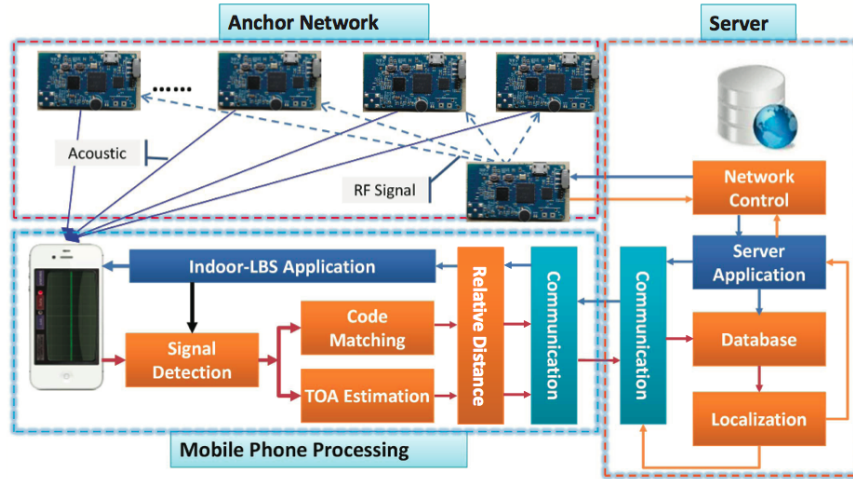 Anchor Network
Server
......
Acoustic
RF Signal
Network
Control
Indoor-LBS Application
Server
Application
Relative Distance
Communication
Communication
Code
Matching
Signal
Detection
Database
TOA Estimation
Localization
Mobile Phone Processing